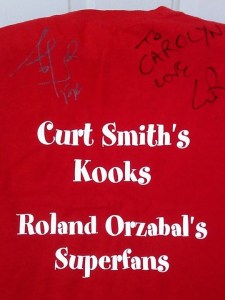 TO
CAROLYN
LOVE
Curt Smith's
Kooks
Roland Orzabal's
Superfans